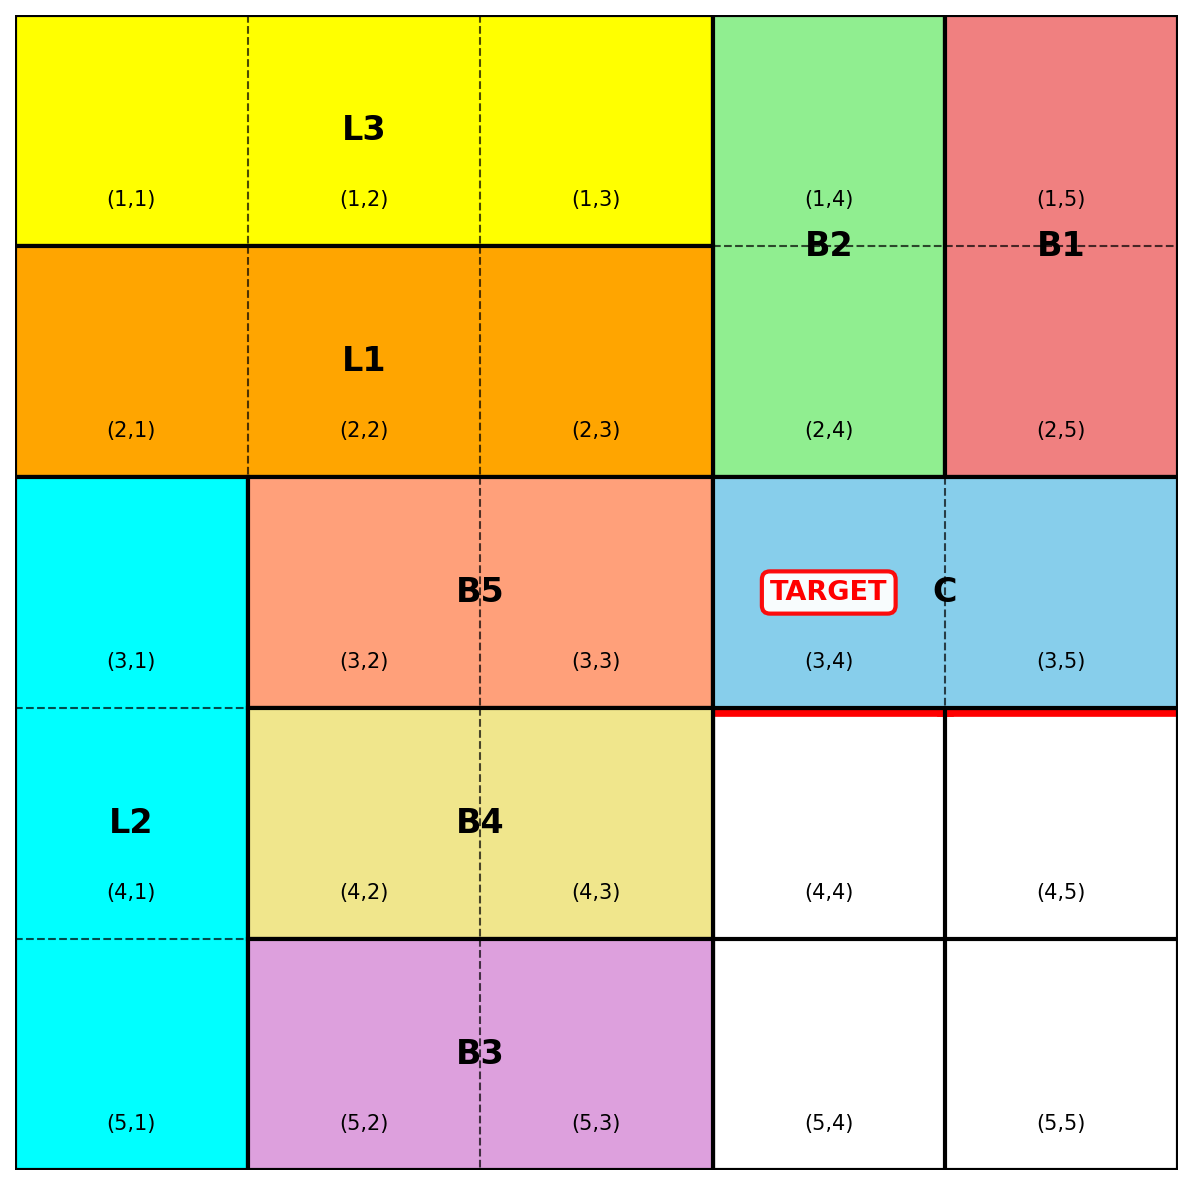 L3
(1,1) (1,2) (1,3) (1,4) (1,5)
B2 B1
L1
(2,1) (2,2) (2,3) (2,4) (2,5)
B5 TARGET C
(3,1) (3,2) (3,3) (3,4) (3,5)
L2 B4
(4,1) (4,2) (4,3) (4,4) (4,5)
B3
(5,1) (5,2) (5,3) (5,4) (5,5)